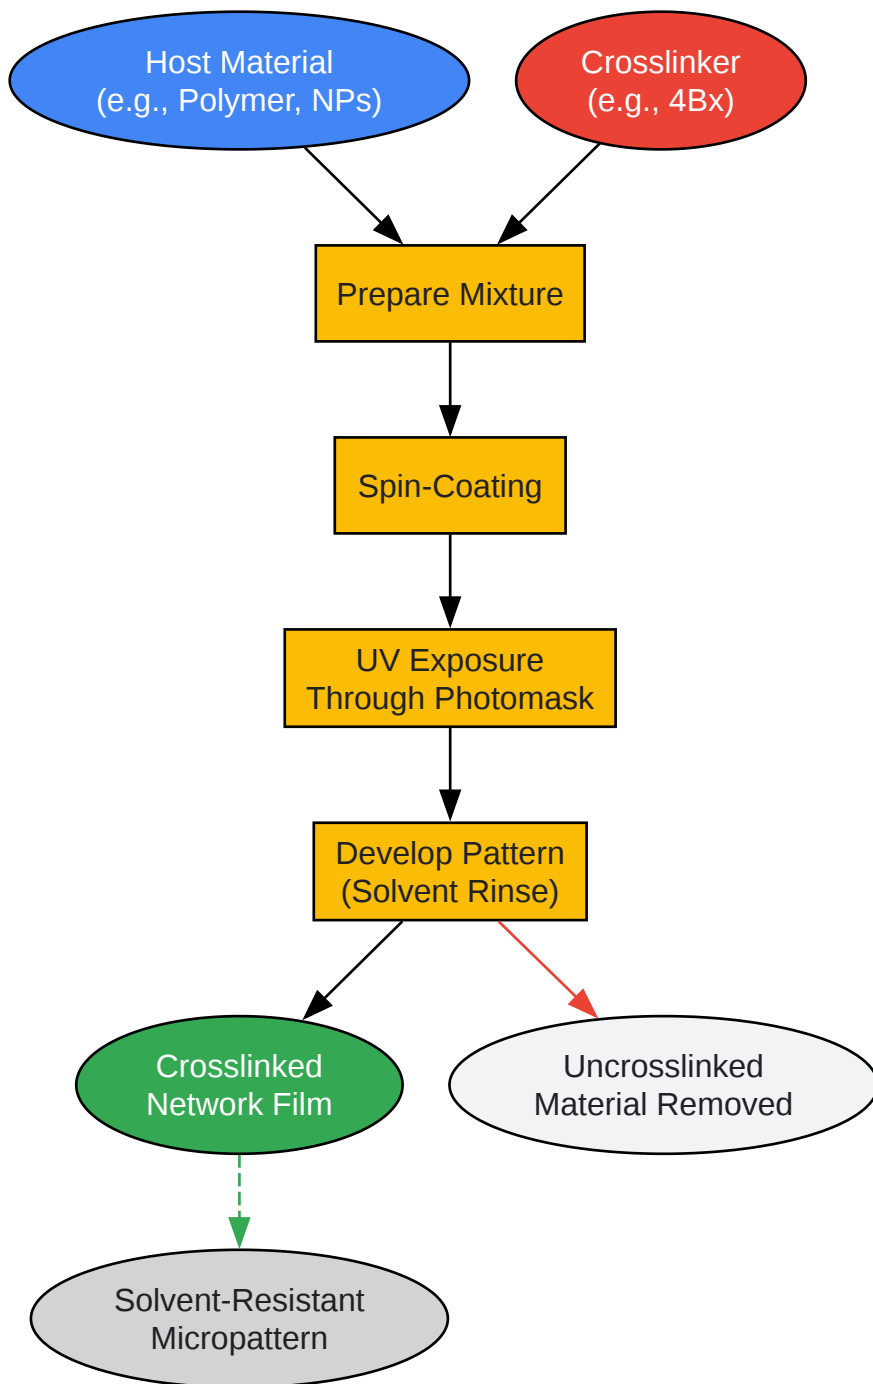 Host Material
(e.g., Polymer, NPs)
Crosslinker
(e.g., 4Bx)
Prepare Mixture
Spin-Coating
UV Exposure
Through Photomask
Develop Pattern
(Solvent Rinse)
Crosslinked
Network Film
Uncrosslinked
Material Removed
Solvent-Resistant
Micropattern